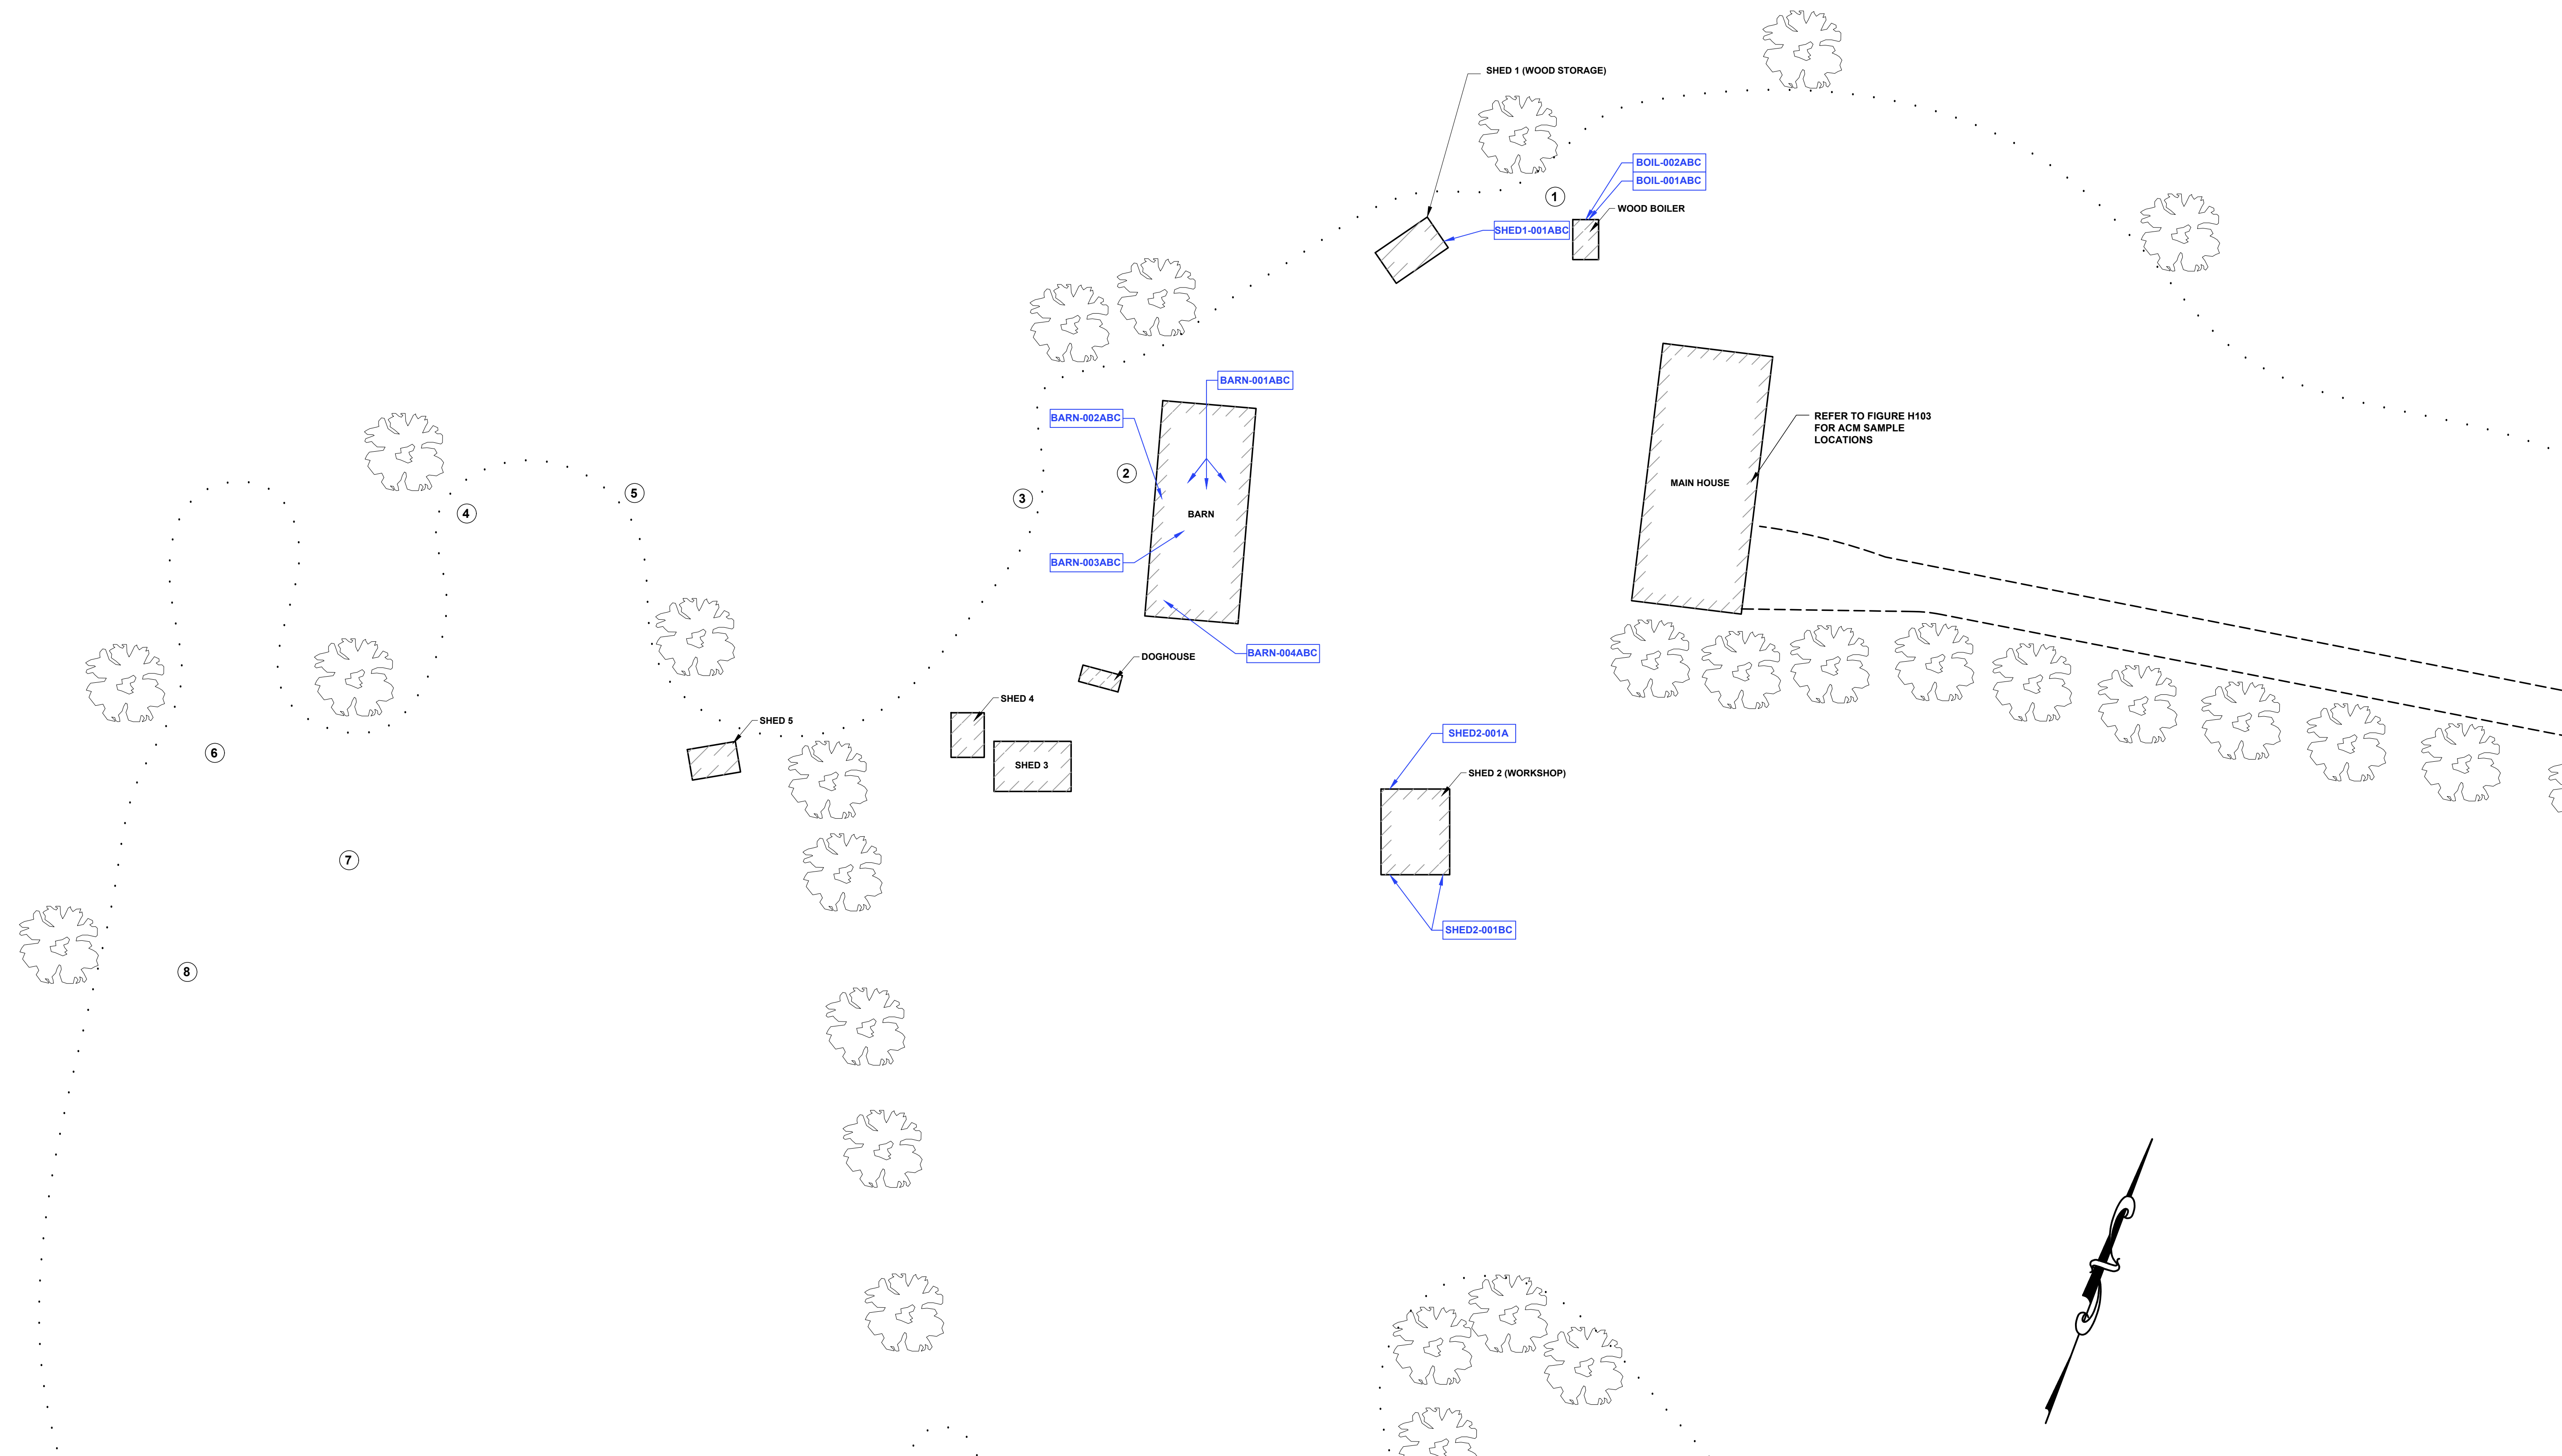 SHED 1 (WOOD STORAGE)
BOIL-002ABC
BOIL-001ABC
1
WOOD BOILER
SHED1-001ABC
BARN-001ABC
BARN-002ABC
REFER TO FIGURE H103
FOR ACM SAMPLE
LOCATIONS
2
MAIN HOUSE
5
3
4
BARN
BARN-003ABC
BARN-004ABC
DOGHOUSE
SHED 4
SHED 5
SHED2-001A
6
SHED 3
SHED 2 (WORKSHOP)
7
SHED2-001BC
8